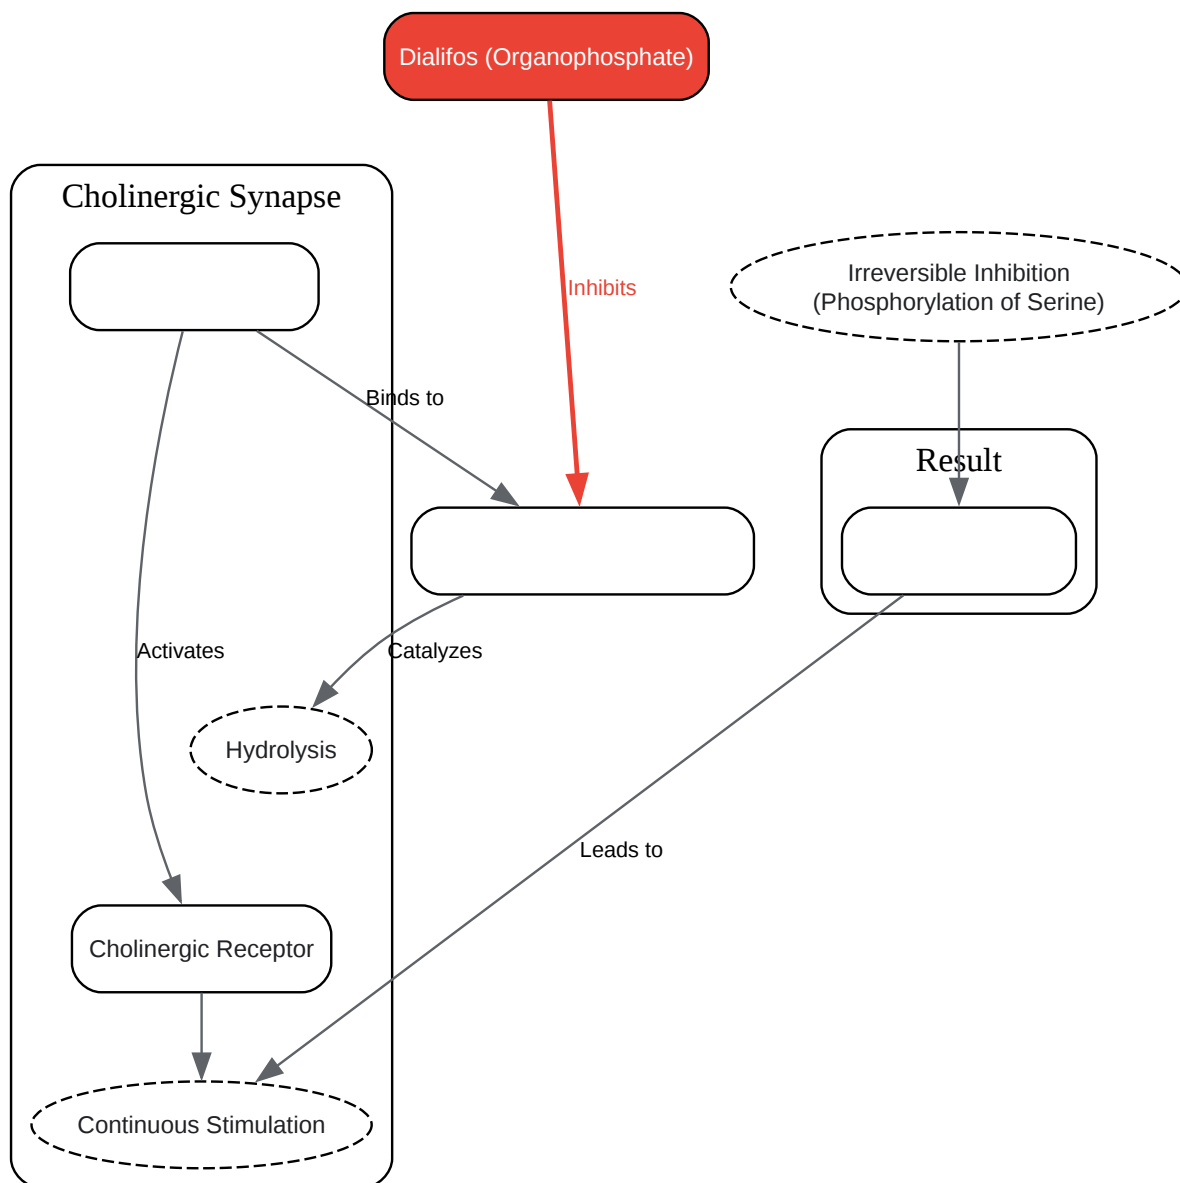 Dialifos (Organophosphate)
Cholinergic Synapse
Inhibits
Irreversible Inhibition
(Phosphorylation of Serine)
Binds to
Result
Activates
Catalyzes
Hydrolysis
Leads to
Cholinergic Receptor
Continuous Stimulation